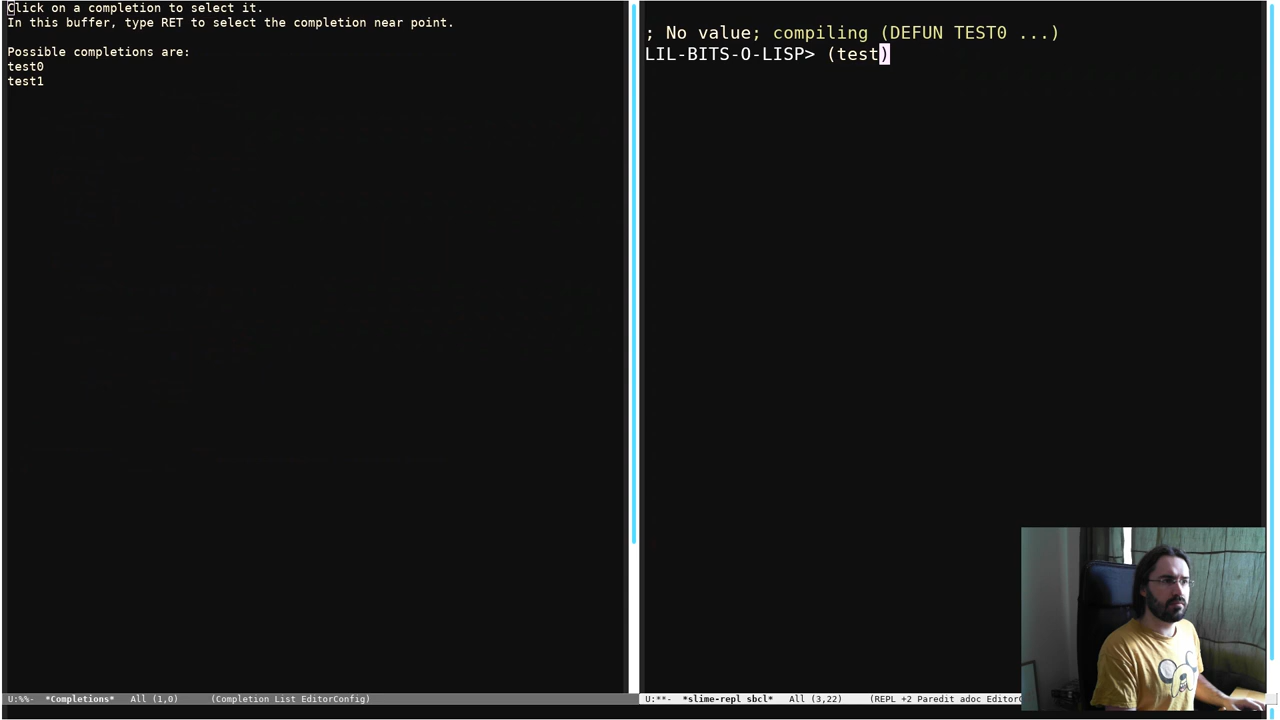 Click on a completion to select it.
In this buffer, type RET to select the completion near point.
Possible completions are:
test0
test1
; No value; compiling (DEFUN TEST0 ...)
LIL-BITS-O-LISP> (test)
U:%%-  *Completions*   All (1,0)      (Completion List EditorConfig)
U:**-  *slime-repl sbcl*   All (3,22)     (REPL +2 Paredit adoc EditorC